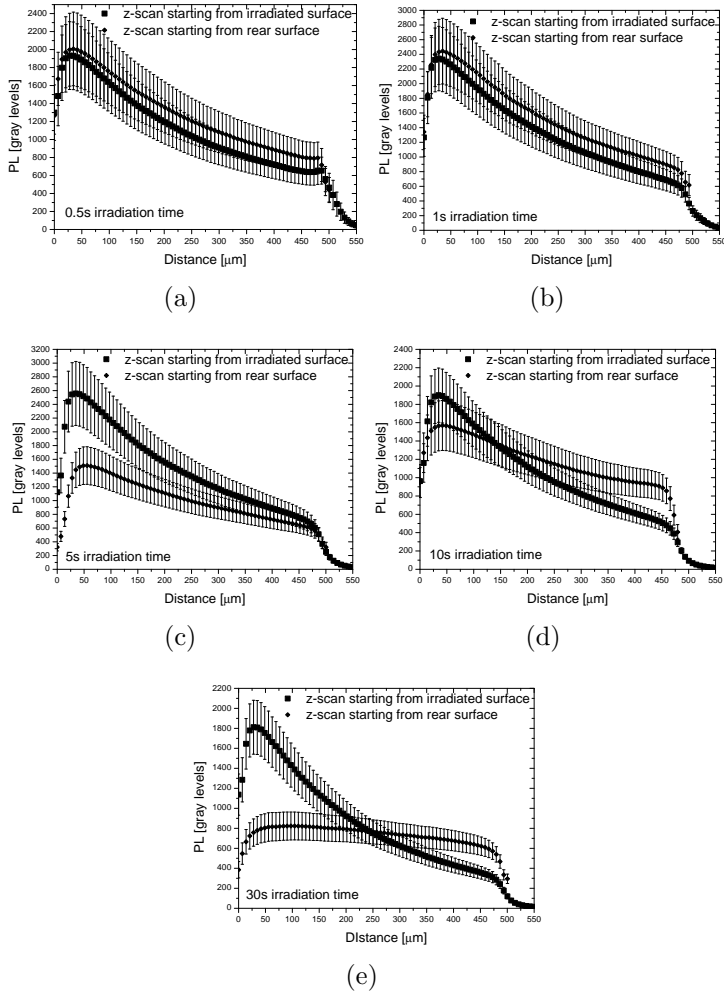 z-scan starting from irradiated surface
z-scan starting from rear surface
2400
2200
2000
1800
1600
1400
1200
1000
800
600
400
200
0
PL [gray levels]
0.5s irradiation time
0 50 100 150 200 250 300 350 400 450 500 550
Distance [μm]
(a)
z-scan starting from irradiated surface
z-scan starting from rear surface
3000
2800
2600
2400
2200
2000
1800
1600
1400
1200
1000
800
600
400
200
0
PL [gray levels]
1s irradiation time
0 50 100 150 200 250 300 350 400 450 500 550
Distance [μm]
(b)
z-scan starting from irradiated surface
z-scan starting from rear surface
3200
3000
2800
2600
2400
2200
2000
1800
1600
1400
1200
1000
800
600
400
200
0
PL [gray levels]
5s irradiation time
0 50 100 150 200 250 300 350 400 450 500 550
Distance [μm]
(c)
z-scan starting from irradiated surface
z-scan starting from rear surface
2400
2200
2000
1800
1600
1400
1200
1000
800
600
400
200
0
PL [gray levels]
10s irradiation time
0 50 100 150 200 250 300 350 400 450 500 550
Distance [μm]
(d)
z-scan starting from irradiated surface
z-scan starting from rear surface
2200
2000
1800
1600
1400
1200
1000
800
600
400
200
0
PL [gray levels]
30s irradiation time
0 50 100 150 200 250 300 350 400 450 500 550
DIstance [μm]
(e)